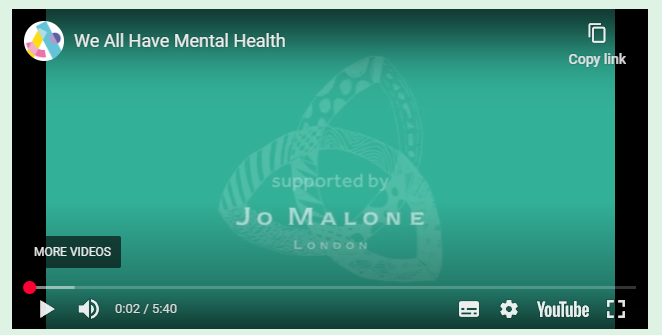 We All Have Mental Health
Copy link
supported by
JO MALONE
LONDON
MORE VIDEOS
0:02 / 5:40
YouTube